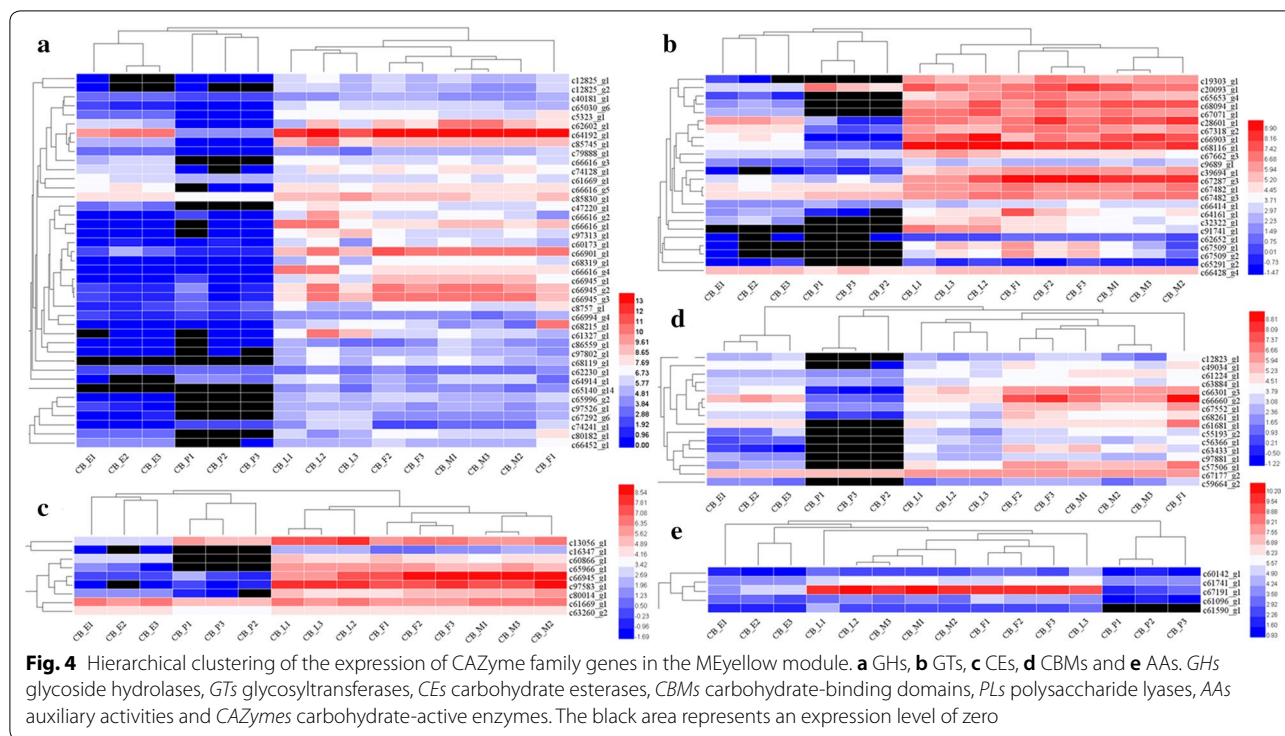 a
c12825_g1
c12825_g2
c40181_g1
c65030_g6
c5323_g1
c62602_g1
c64192_g1
c85745_g1
c79888_g1
c66616_g3
c74128_g1
c61669_g1
c66616_g5
c85830_g1
c47220_g1
c66616_g2
c66616_g1
c97313_g1
c60173_g1
c66901_g1
c68319_g1
c66616_g4
c66945_g1
c66945_g2
c66945_g3
c8757_g1
c66994_g4
c68215_g1
c61327_g1
c86559_g1
c97802_g1
c68119_g1
c62230_g1
c64914_g1
c65140_g14
c65996_g2
c97526_g1
c67292_g6
c74241_g1
c80182_g1
c66452_g1
13
12
11
10
9.61
8.65
7.69
6.73
5.77
4.81
3.84
2.88
1.92
0.96
0.00
CB_E1 CB_E2 CB_E3 CB_P1 CB_P2 CB_P3 CB_L1 CB_L2 CB_L3 CB_F2 CB_F3 CB_M1 CB_M3 CB_M2 CB_F1
b
c19303_g1
c20093_g1
c65653_g4
c68094_g1
c67071_g1
c28601_g1
c67318_g2
c66903_g1
c68116_g1
c67662_g3
c9689_g1
c39694_g1
c67287_g3
c67482_g1
c67482_g3
c66414_g1
c64161_g1
c32322_g1
c91741_g1
c62652_g1
c67509_g1
c67509_g2
c65291_g2
c66428_g4
8.90
8.16
7.42
6.68
5.94
5.20
4.46
3.71
2.97
2.23
1.49
0.75
0.01
-0.73
-1.47
CB_E1 CB_E2 CB_E3 CB_P1 CB_P3 CB_P2 CB_L1 CB_L3 CB_L2 CB_F1 CB_F2 CB_F3 CB_M1 CB_M3 CB_M2
c
c13056_g1
c16347_g1
c60866_g1
c65966_g1
c66945_g1
c97583_g1
c80014_g1
c61669_g1
c63260_g2
8.54
7.81
7.08
6.35
5.62
4.89
4.16
3.42
2.69
1.96
1.23
0.50
-0.23
-0.96
-1.69
CB_E1 CB_E2 CB_E3 CB_P1 CB_P3 CB_P2 CB_L1 CB_L3 CB_L2 CB_F1 CB_F2 CB_F3 CB_M1 CB_M3 CB_M2
d
c12823_g1
c49034_g1
c61224_g1
c63884_g1
c66301_g3
c66660_g2
c67552_g1
c68261_g1
c61681_g1
c55193_g2
c56366_g1
c63433_g1
c97881_g1
c57506_g1
c67177_g2
c59664_g2
8.81
8.09
7.38
6.66
5.94
5.23
4.51
3.79
3.08
2.36
1.65
0.93
0.21
-0.50
-1.22
CB_E1 CB_E2 CB_E3 CB_P1 CB_P3 CB_P2 CB_L1 CB_L2 CB_L3 CB_F2 CB_F3 CB_M1 CB_M2 CB_M3 CB_F1
e
c60142_g1
c61741_g1
c67191_g1
c61096_g1
c61590_g1
10.20
9.54
8.87
8.21
7.55
6.89
6.23
5.57
4.90
4.24
3.58
2.92
2.26
1.60
0.93
CB_E1 CB_E2 CB_E3 CB_L1 CB_L2 CB_M3 CB_M1 CB_M2 CB_F1 CB_F2 CB_F3 CB_L3 CB_P1 CB_P2 CB_P3
Fig. 4 Hierarchical clustering of the expression of CAZyme family genes in the MEyellow module. a GHs, b GTs, c CEs, d CBMs and e AAs. GHs
glycoside hydrolases, GTs glycosyltransferases, CEs carbohydrate esterases, CBMs carbohydrate-binding domains, PLs polysaccharide lyases, AAs
auxiliary activities and CAZymes carbohydrate-active enzymes. The black area represents an expression level of zero